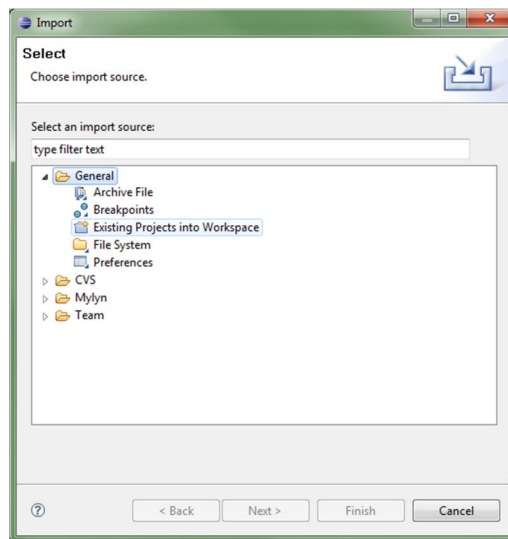 Import
Select
Choose import source.
Select an import source:
type filter text
General
Archive File
Breakpoints
Existing Projects into Workspace
File System
Preferences
CVS
Mylyn
Team
? < Back Next > Finish Cancel